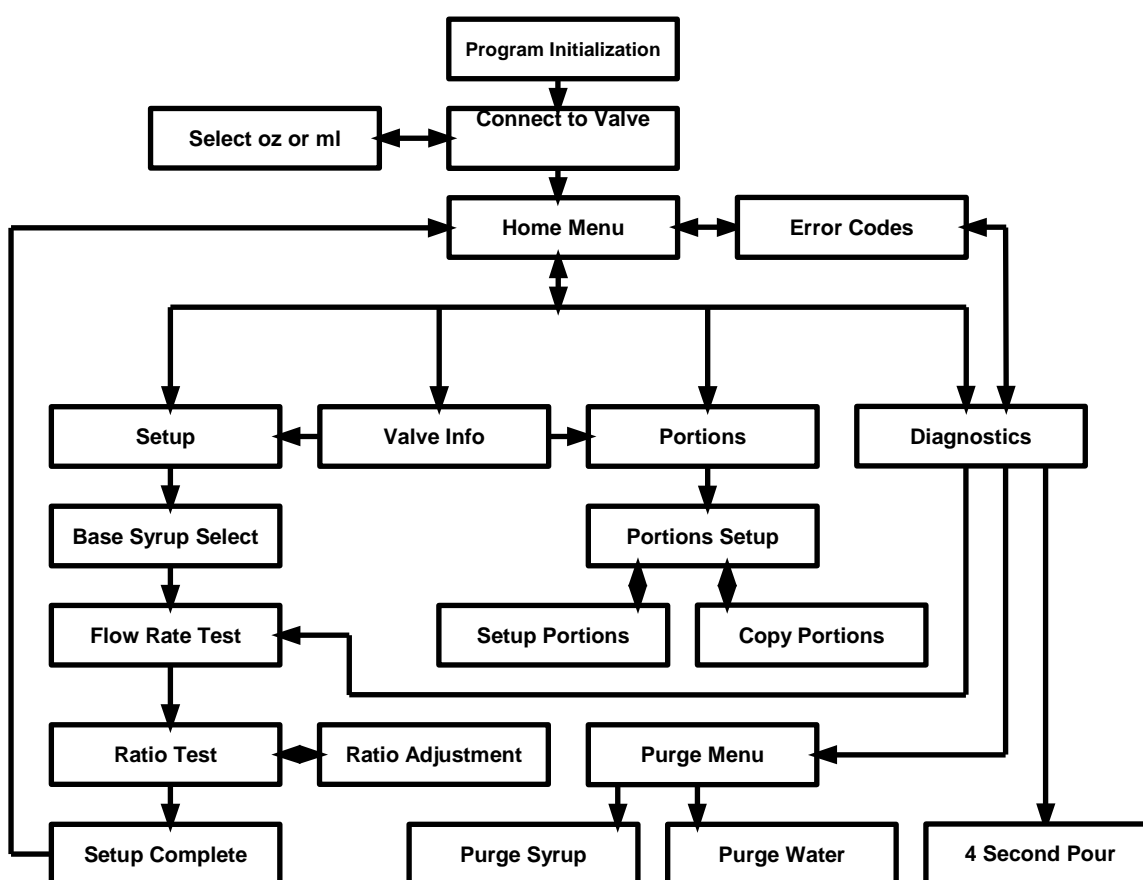 Program Initialization
Select oz or ml
Connect to Valve
Home Menu
Error Codes
Setup
Valve Info
Portions
Diagnostics
Base Syrup Select
Portions Setup
Flow Rate Test
Setup Portions
Copy Portions
Ratio Test
Ratio Adjustment
Purge Menu
Setup Complete
Purge Syrup
Purge Water
4 Second Pour